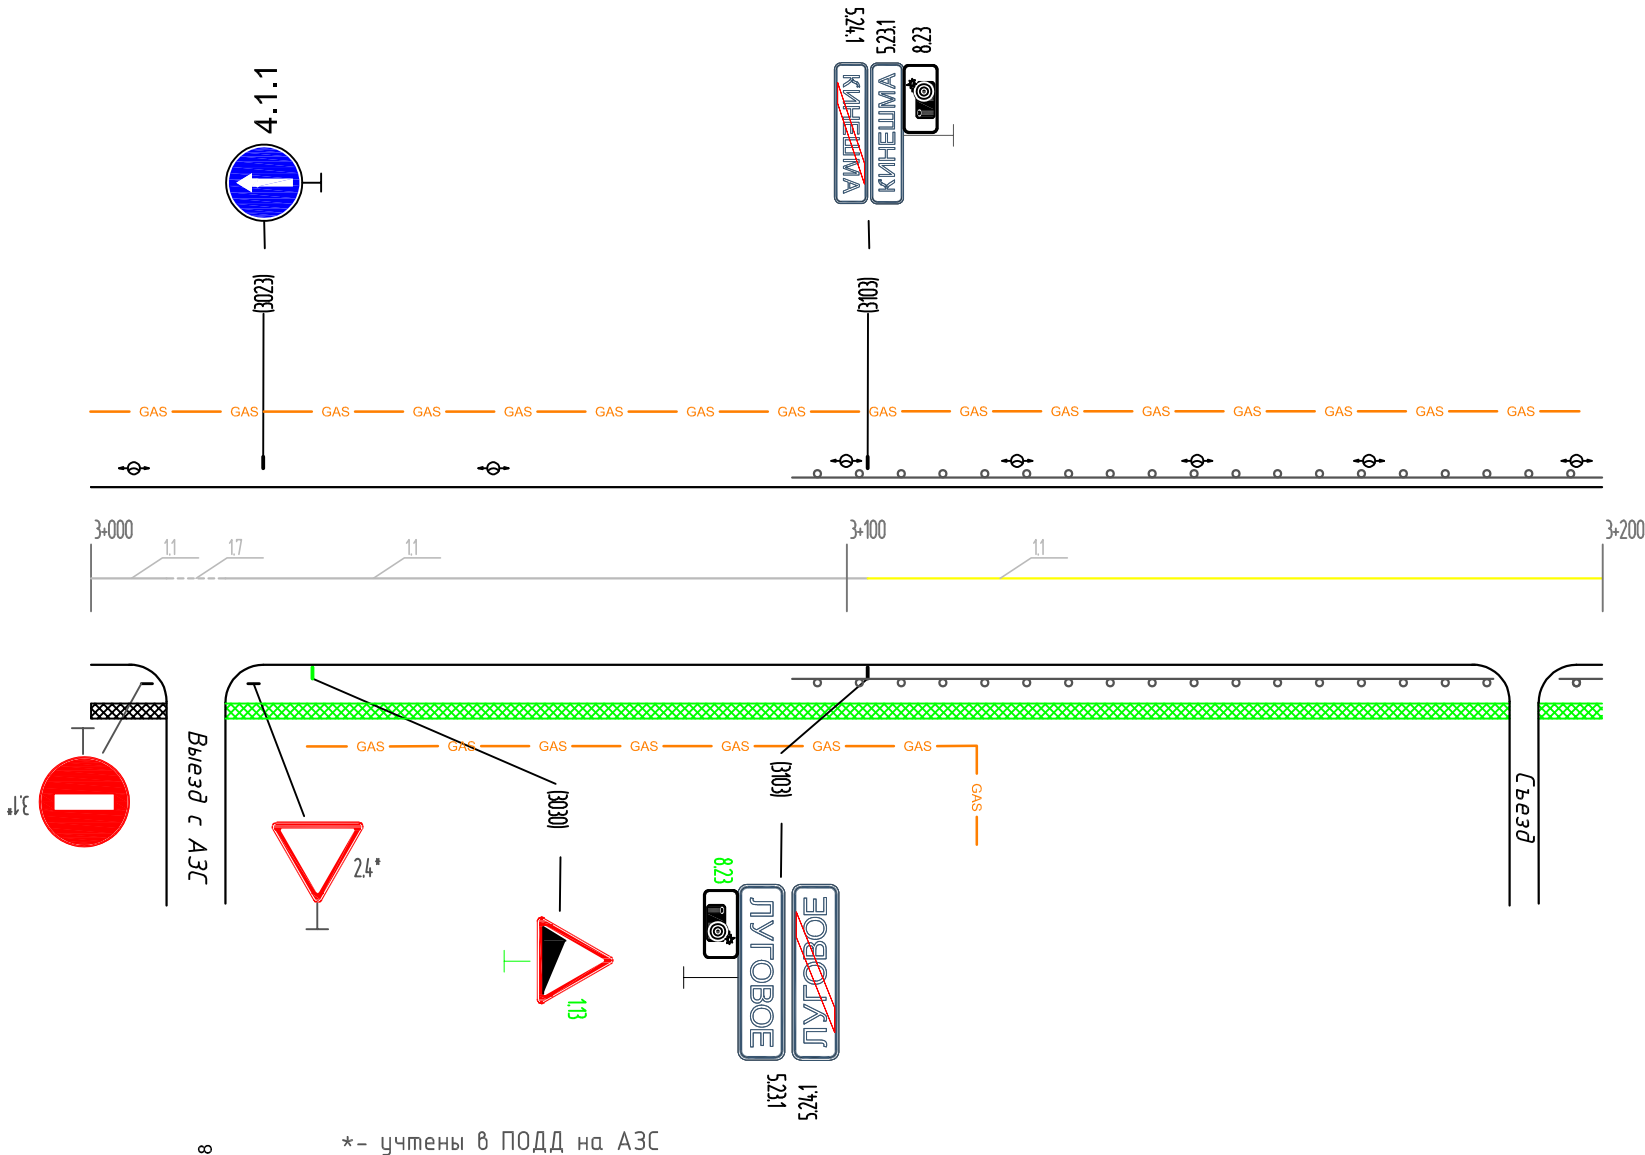 5.24.1
5.23.1
8.23
4.1.1
КИНЕШМА
КИНЕШМА
(3023)
(3103)
GAS GAS GAS GAS GAS GAS GAS GAS GAS GAS GAS GAS GAS GAS GAS GAS
3+000
3+100
3+200
1.1
1.7
1.1
1.1
Выезд с АЗС
GAS GAS GAS GAS GAS GAS GAS
GAS
Съезд
3.1*
2.4*
(3030)
(3103)
8.23
ЛУГОВОЕ
ЛУГОВОЕ
1.13
5.23.1
5.24.1
*- учтены в ПОДД на АЗС
8